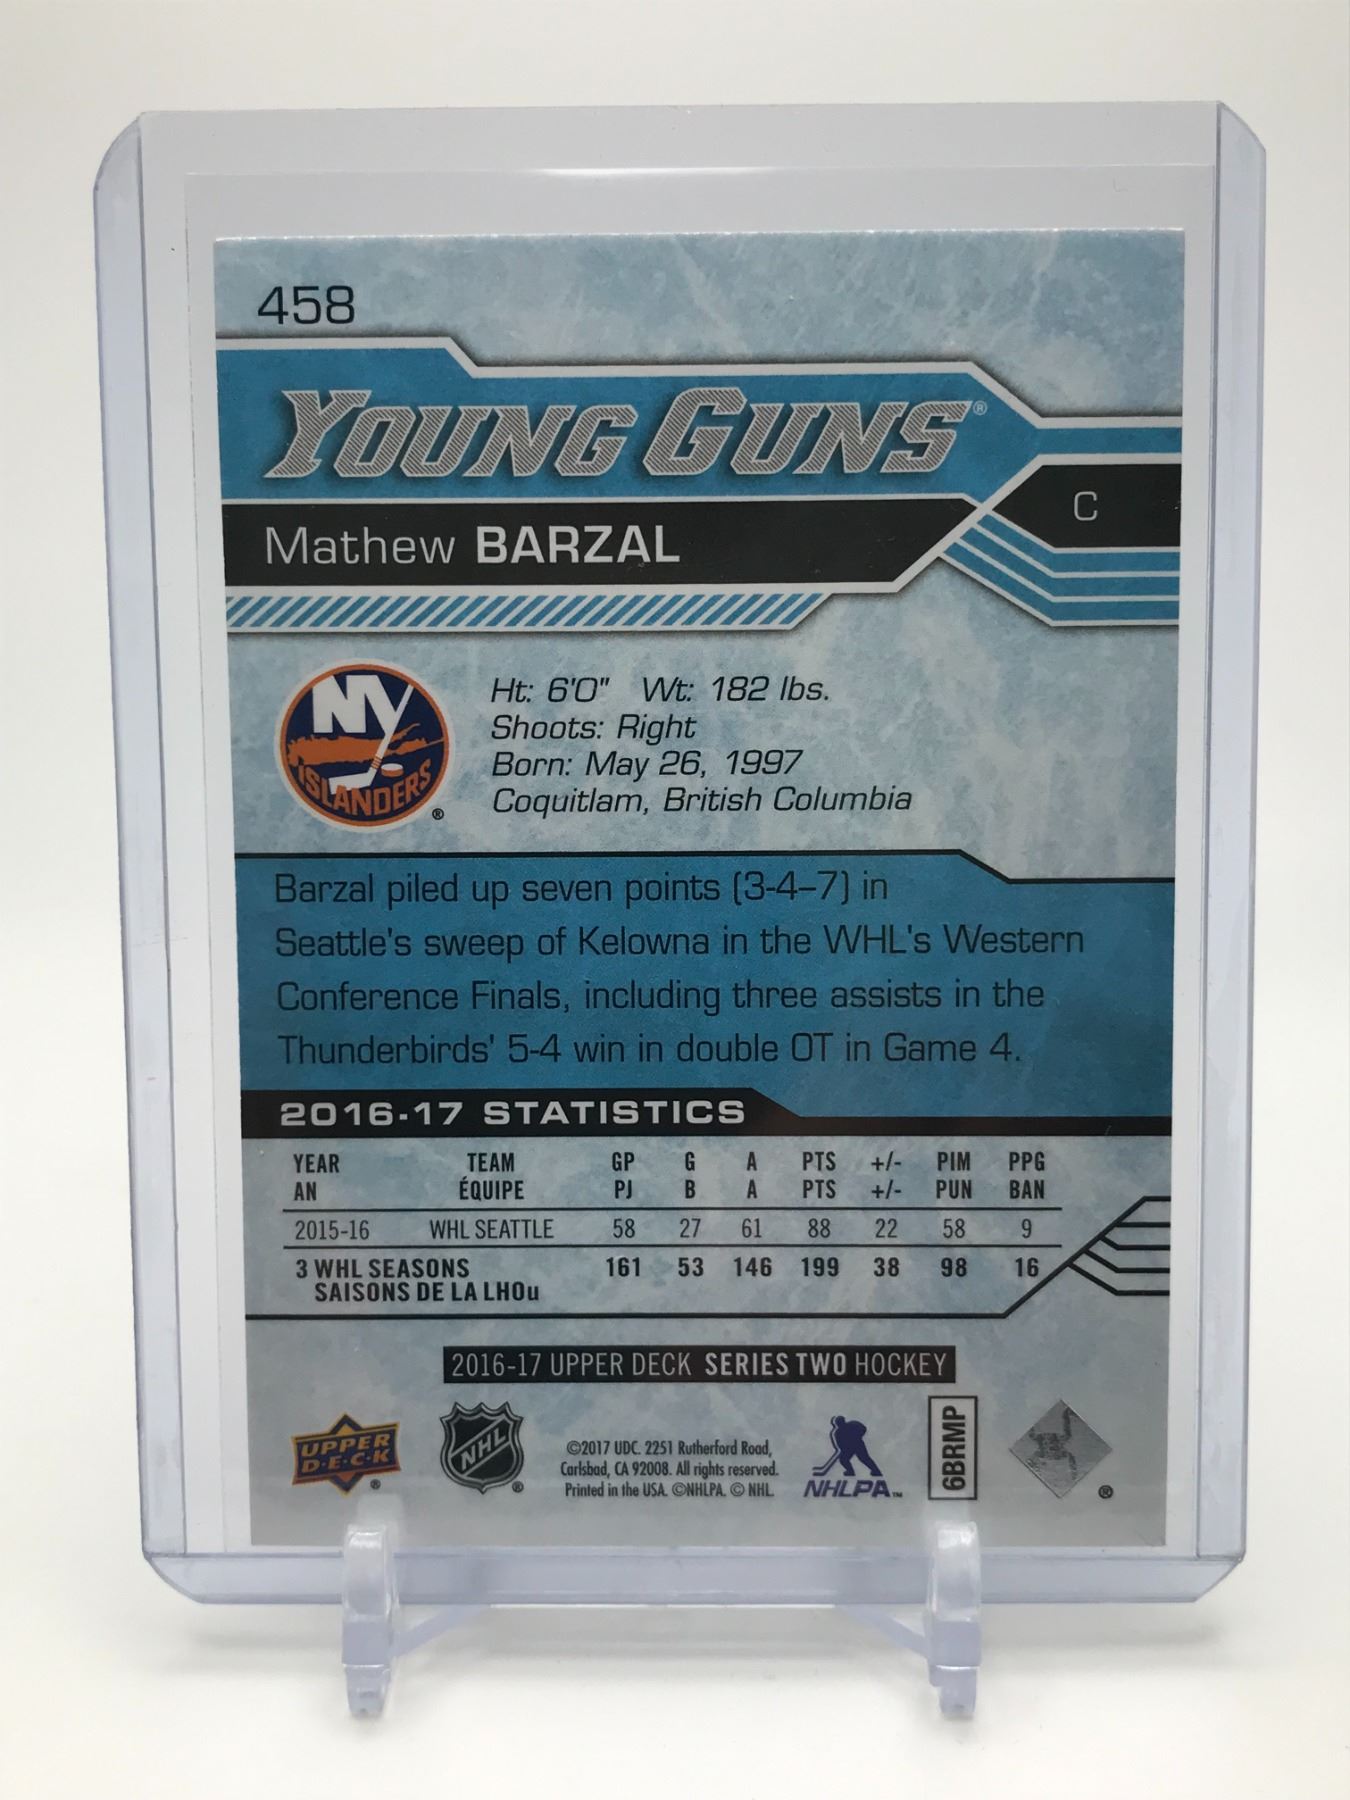 458
YOUNG GUNS®
C
Mathew BARZAL
NY
ISLANDERS
®
Ht: 6'0" Wt: 182 lbs.
Shoots: Right
Born: May 26, 1997
Coquitlam, British Columbia
Barzal piled up seven points (3-4–7) in
Seattle's sweep of Kelowna in the WHL's Western
Conference Finals, including three assists in the
Thunderbirds' 5-4 win in double OT in Game 4.
2016-17 STATISTICS
YEAR TEAM GP G A PTS +/- PIM PPG
AN ÉQUIPE PJ B A PTS +/- PUN BAN
2015-16 WHL SEATTLE 58 27 61 88 22 58 9
3 WHL SEASONS 161 53 146 199 38 98 16
SAISONS DE LA LHOu
2016-17 UPPER DECK SERIES TWO HOCKEY
UPPER
D·E·C·K
®
NHL
®
©2017 UDC. 2251 Rutherford Road,
Carlsbad, CA 92008. All rights reserved.
Printed in the USA. ©NHLPA. © NHL.
NHLPA™
6BRMP
®